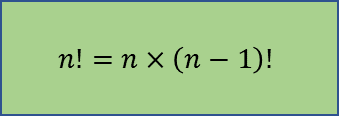 n! = n × (n − 1)!